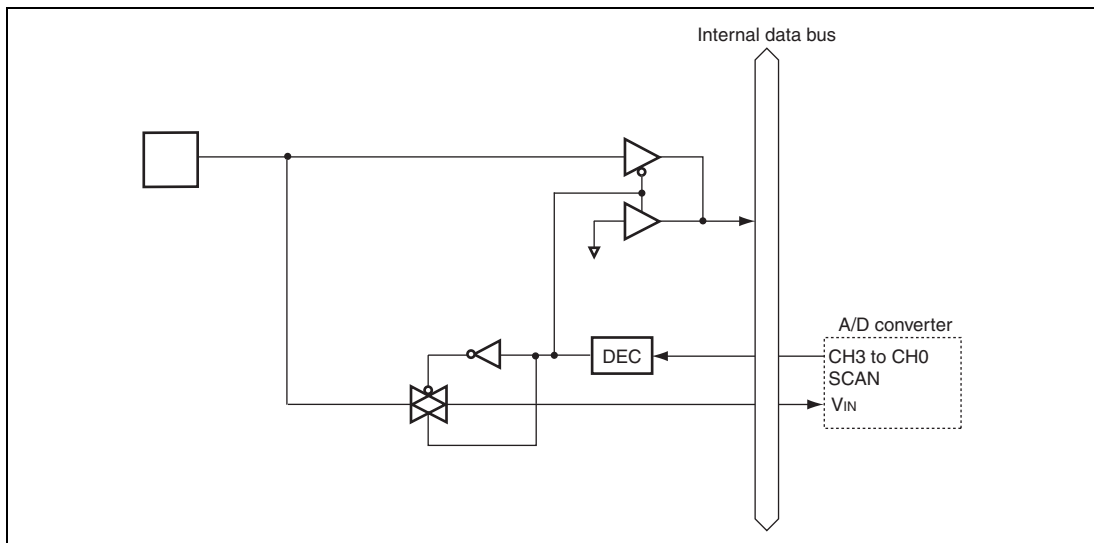 Internal data bus
A/D converter
DEC
CH3 to CH0
SCAN
VIN